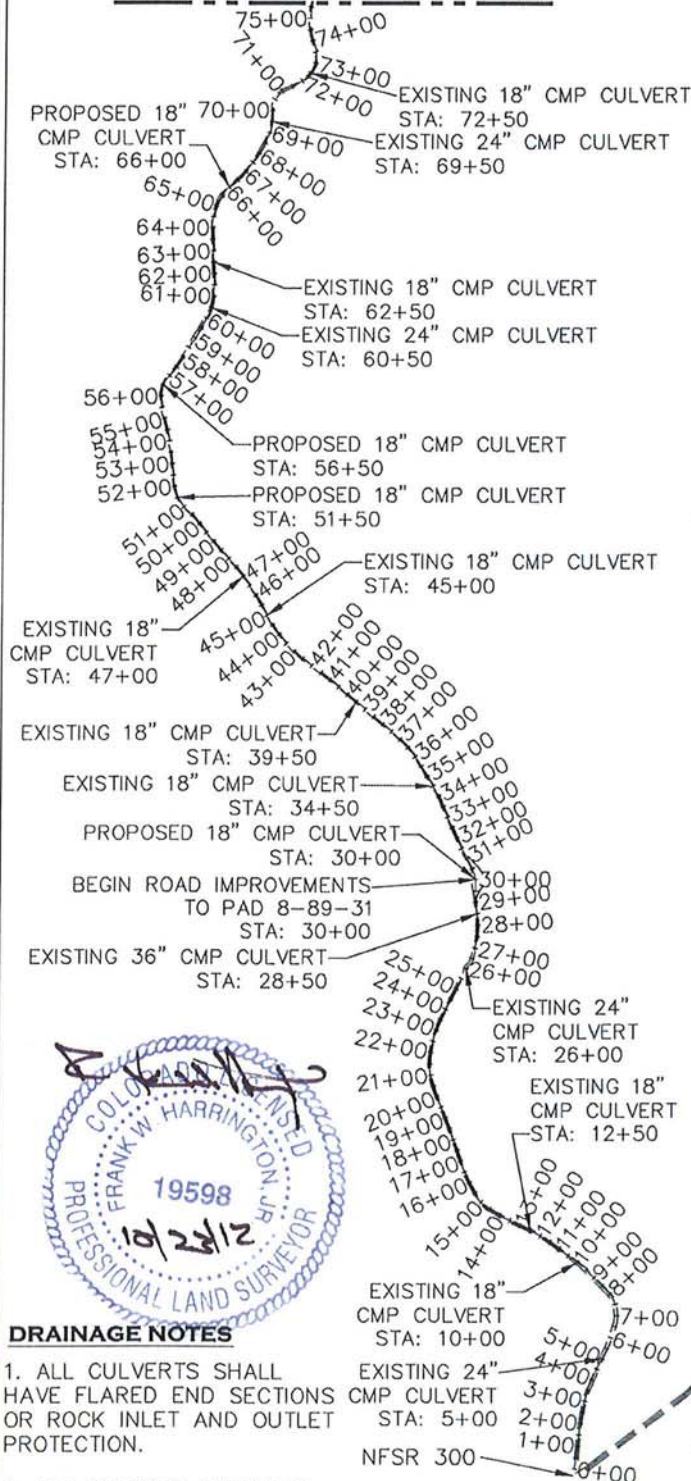 75+00
74+00
71+00
73+00
72+00
EXISTING 18" CMP CULVERT
STA: 72+50
PROPOSED 18"
CMP CULVERT
STA: 66+00
70+00
69+00
EXISTING 24" CMP CULVERT
STA: 69+50
68+00
67+00
66+00
65+00
64+00
63+00
62+00
61+00
EXISTING 18" CMP CULVERT
STA: 62+50
EXISTING 24" CMP CULVERT
STA: 60+50
60+00
59+00
58+00
57+00
56+00
55+00
54+00
53+00
52+00
PROPOSED 18" CMP CULVERT
STA: 56+50
PROPOSED 18" CMP CULVERT
STA: 51+50
51+00
50+00
49+00
48+00
47+00
46+00
EXISTING 18" CMP CULVERT
STA: 45+00
EXISTING 18"
CMP CULVERT
STA: 47+00
45+00
44+00
43+00
42+00
41+00
40+00
39+00
38+00
37+00
36+00
35+00
34+00
33+00
32+00
31+00
EXISTING 18" CMP CULVERT
STA: 39+50
EXISTING 18" CMP CULVERT
STA: 34+50
PROPOSED 18" CMP CULVERT
STA: 30+00
BEGIN ROAD IMPROVEMENTS
TO PAD 8-89-31
STA: 30+00
EXISTING 36" CMP CULVERT
STA: 28+50
30+00
29+00
28+00
27+00
26+00
25+00
24+00
23+00
22+00
21+00
20+00
19+00
18+00
17+00
16+00
15+00
14+00
EXISTING 24"
CMP CULVERT
STA: 26+00
EXISTING 18"
CMP CULVERT
STA: 12+50
13+00
12+00
11+00
10+00
9+00
8+00
7+00
6+00
5+00
4+00
3+00
2+00
1+00
0+00
EXISTING 18"
CMP CULVERT
STA: 10+00
EXISTING 24"
CMP CULVERT
STA: 5+00
NFSR 300
COLORADO LICENSED
FRANK W. HARRINGTON, JR
19598
10/23/12
PROFESSIONAL LAND SURVEYOR
DRAINAGE NOTES
1. ALL CULVERTS SHALL
HAVE FLARED END SECTIONS
OR ROCK INLET AND OUTLET
PROTECTION.